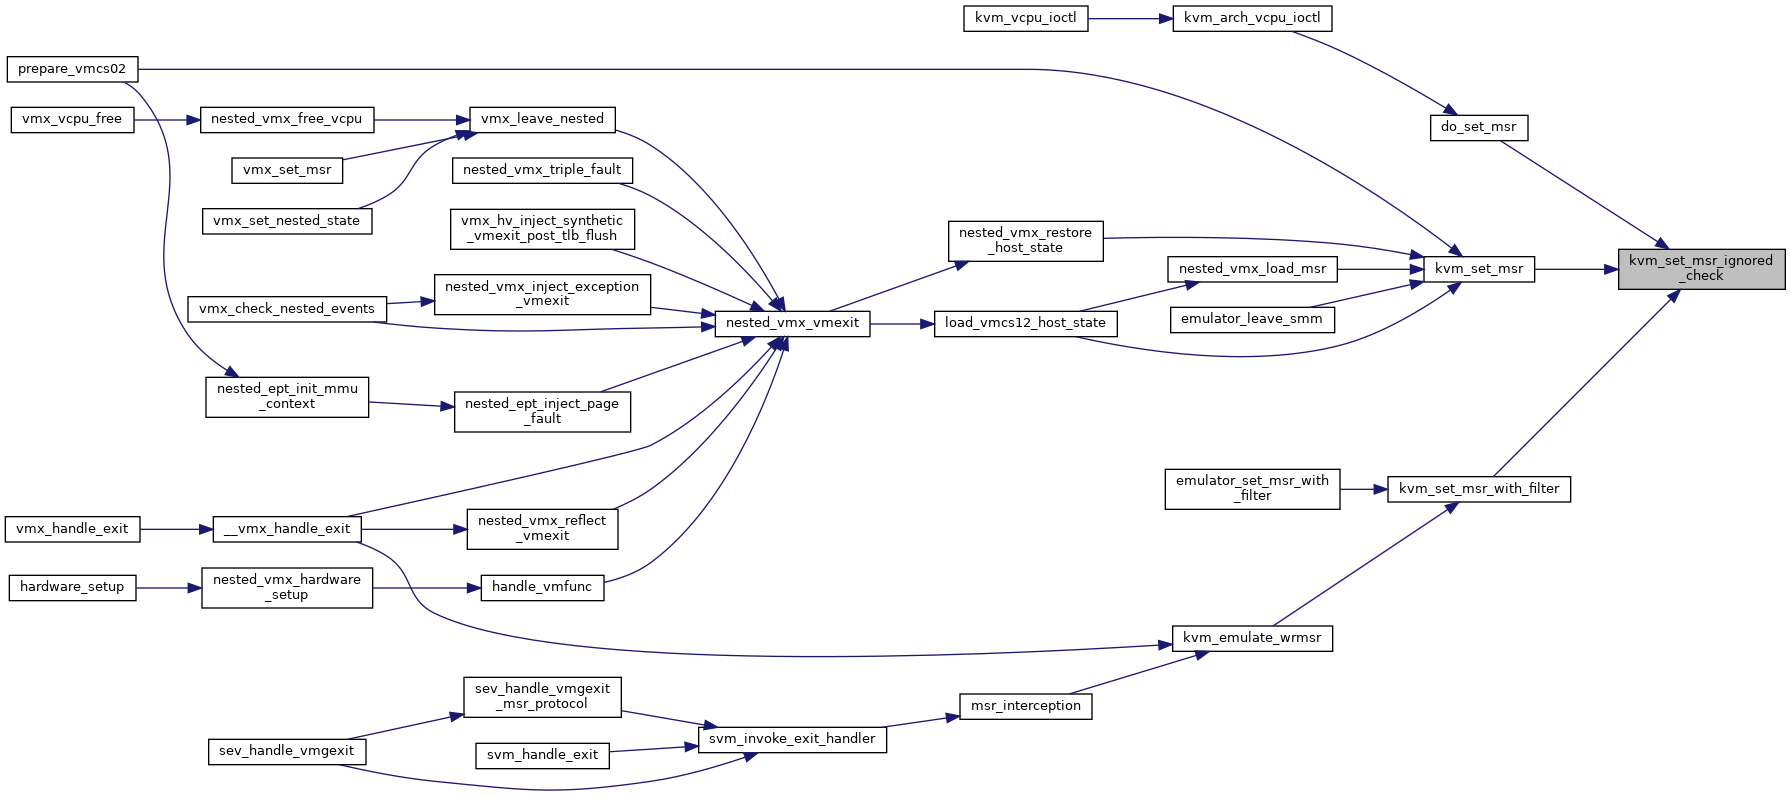 kvm_vcpu_ioctl
kvm_arch_vcpu_ioctl
prepare_vmcs02
vmx_vcpu_free
nested_vmx_free_vcpu
vmx_leave_nested
do_set_msr
vmx_set_msr
nested_vmx_triple_fault
vmx_set_nested_state
vmx_hv_inject_synthetic
_vmexit_post_tlb_flush
nested_vmx_restore
_host_state
nested_vmx_load_msr
kvm_set_msr
kvm_set_msr_ignored
_check
vmx_check_nested_events
nested_vmx_inject_exception
_vmexit
nested_vmx_vmexit
load_vmcs12_host_state
emulator_leave_smm
nested_ept_init_mmu
_context
nested_ept_inject_page
_fault
emulator_set_msr_with
_filter
kvm_set_msr_with_filter
vmx_handle_exit
__vmx_handle_exit
nested_vmx_reflect
_vmexit
hardware_setup
nested_vmx_hardware
_setup
handle_vmfunc
kvm_emulate_wrmsr
sev_handle_vmgexit
_msr_protocol
msr_interception
sev_handle_vmgexit
svm_handle_exit
svm_invoke_exit_handler